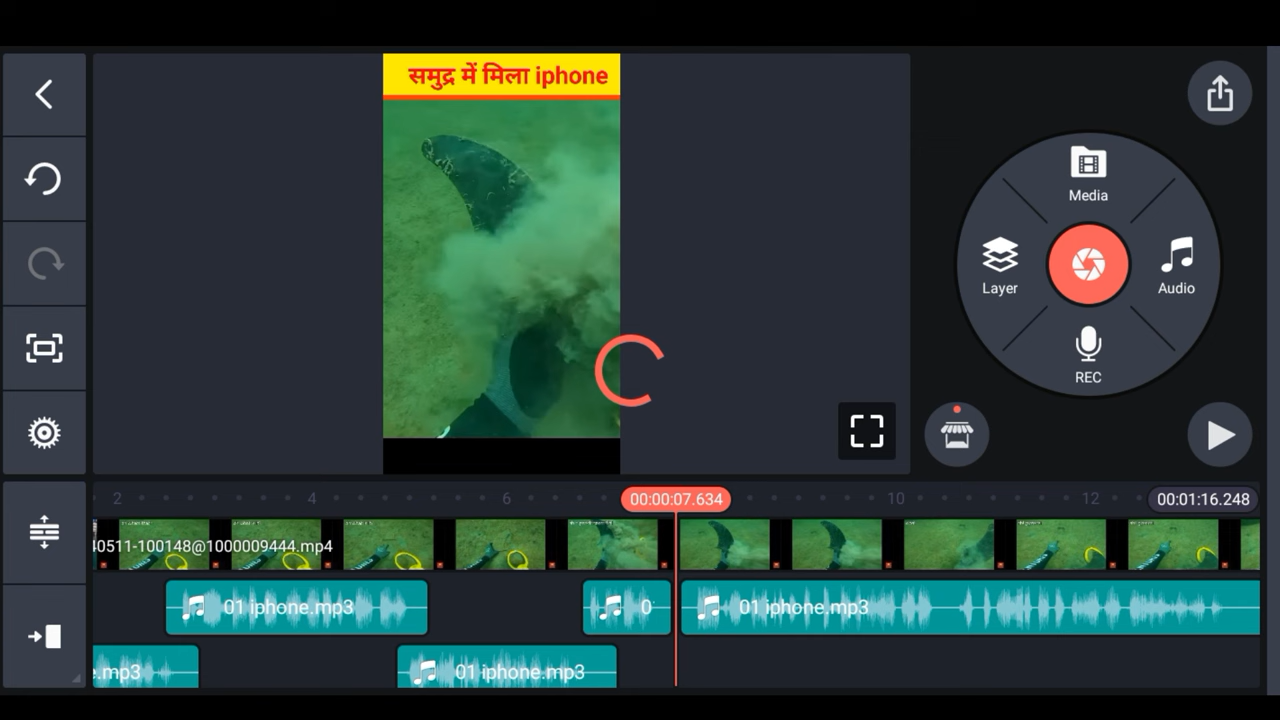 समुद्र में मिला iphone
Media
Layer
Audio
REC
2
4
6
00:00:07.634
10
12
00:01:16.248
40511-100148@1000009444.mp4
01 iphone.mp3
0
01 iphone.mp3
e.mp3
01 iphone.mp3